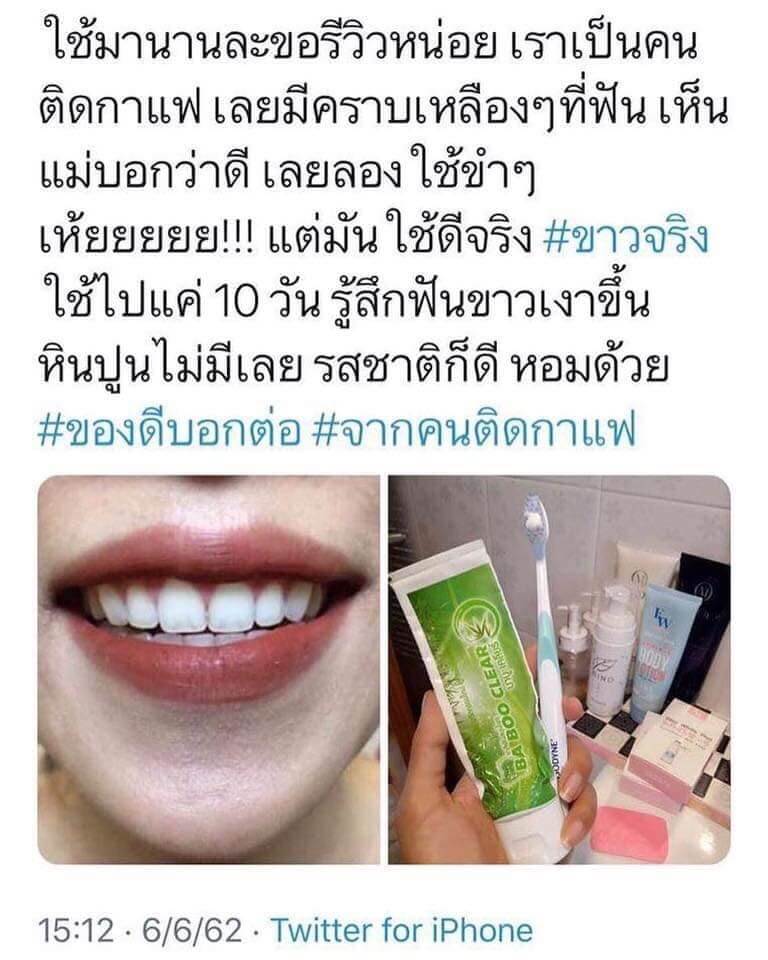 ใช้มานานละขอรีวิวหน่อย เราเป็นคน
ติดกาแฟ เลยมีคราบเหลืองๆที่ฟัน เห็น
แม่บอกว่าดี เลยลอง ใช้ขำๆ
เห้ยยยยย!!! แต่มัน ใช้ดีจริง #ขาวจริง
ใช้ไปแค่ 10 วัน รู้สึกฟันขาวเงาขึ้น
หินปูนไม่มีเลย รสชาติก็ดี หอมด้วย
#ของดีบอกต่อ #จากคนติดกาแฟ
BABOO CLEAR
EW
BODY
15:12 · 6/6/62 · Twitter for iPhone